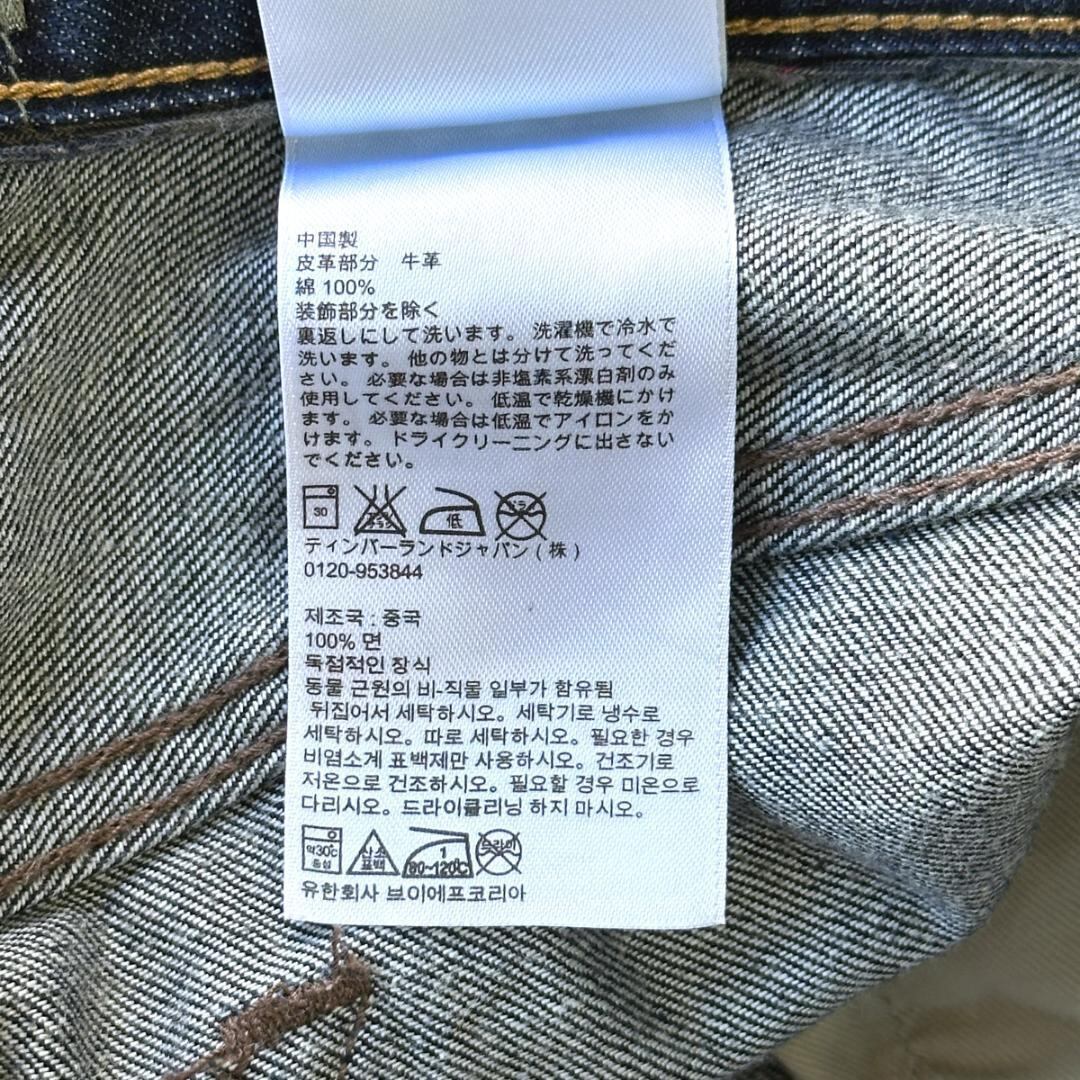 中国製
皮革部分　牛革
綿 100%
装飾部分を除く
裏返しにして洗います。 洗濯機で冷水で
洗います。 他の物とは分けて洗ってくだ
さい。 必要な場合は非塩素系漂白剤のみ
使用してください。 低温で乾燥機にかけ
ます。 必要な場合は低温でアイロンをか
けます。 ドライクリーニングに出さない
でください。
30 低
ティンバーランドジャパン ( 株 )
0120-953844
제조국 : 중국
100% 면
독점적인 장식
동물 근원의 비-직물 일부가 함유됨
뒤집어서 세탁하시오. 세탁기로 냉수로
세탁하시오. 따로 세탁하시오. 필요한 경우
비염소계 표백제만 사용하시오. 건조기로
저온으로 건조하시오. 필요할 경우 미온으로
다리시오. 드라이클리닝 하지 마시오.
약30℃ 중성 산소 표백 1 80~120℃ 드라이
유한회사 브이에프코리아